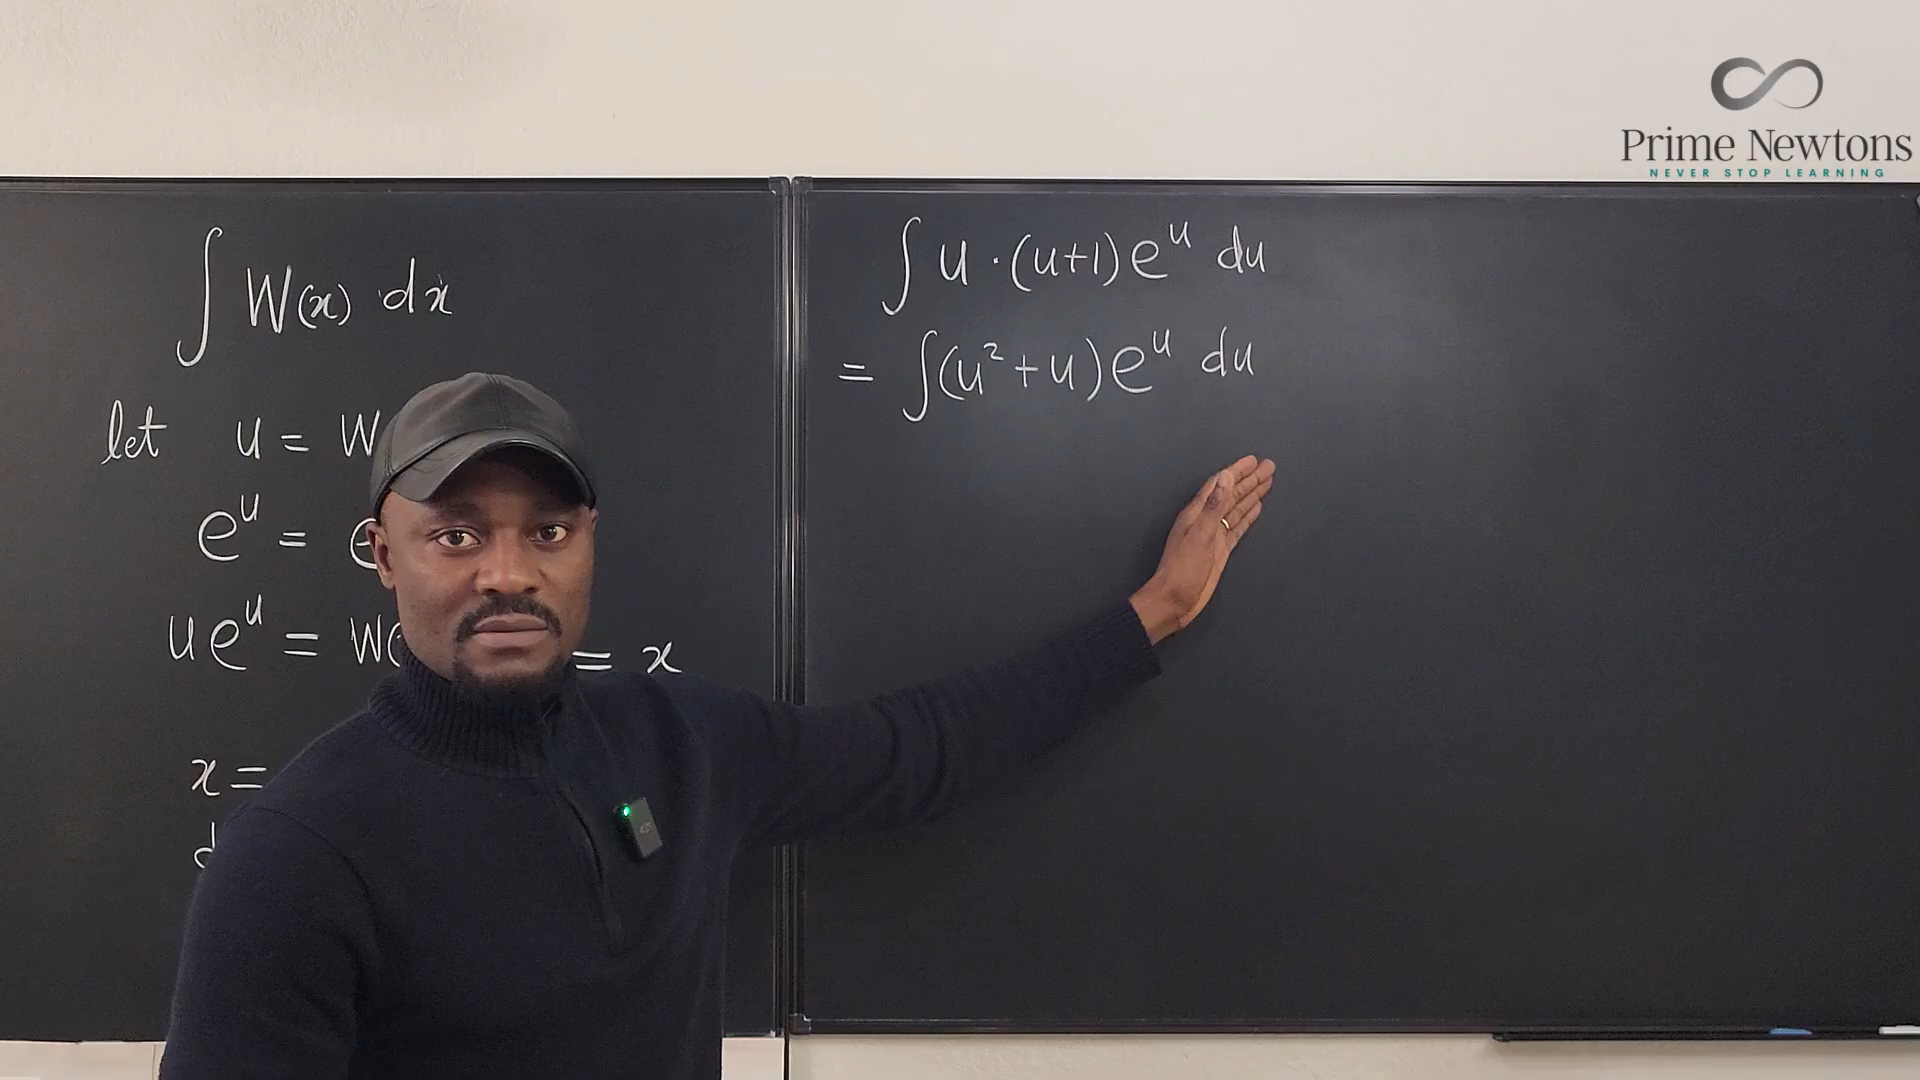 Prime Newtons
NEVER STOP LEARNING
∫ W(x) dx
let u = W
e^u = e
ue^u = W(
= x
x =
d
∫ u · (u+1) e^u du
= ∫ (u² + u) e^u du